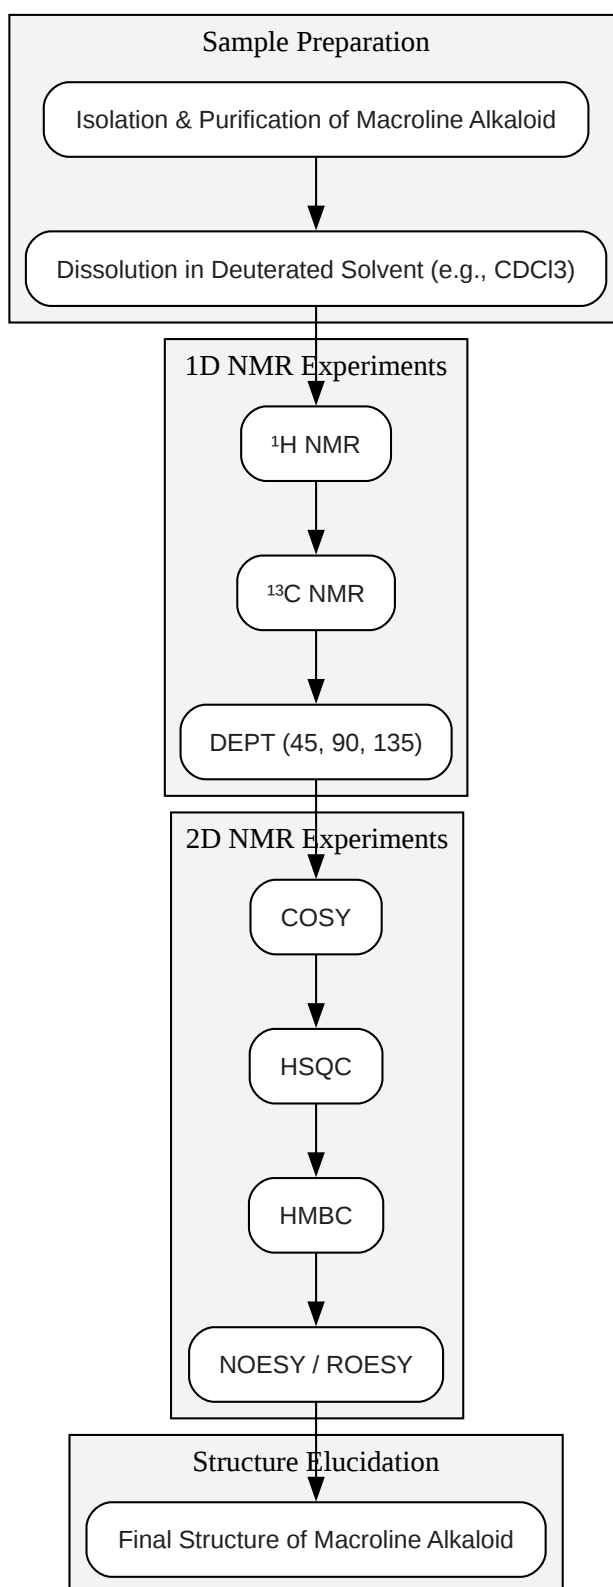 Sample Preparation
Isolation & Purification of Macroline Alkaloid
Dissolution in Deuterated Solvent (e.g., CDCl3)
1D NMR Experiments
¹H NMR
¹³C NMR
DEPT (45, 90, 135)
2D NMR Experiments
COSY
HSQC
HMBC
NOESY / ROESY
Structure Elucidation
Final Structure of Macroline Alkaloid